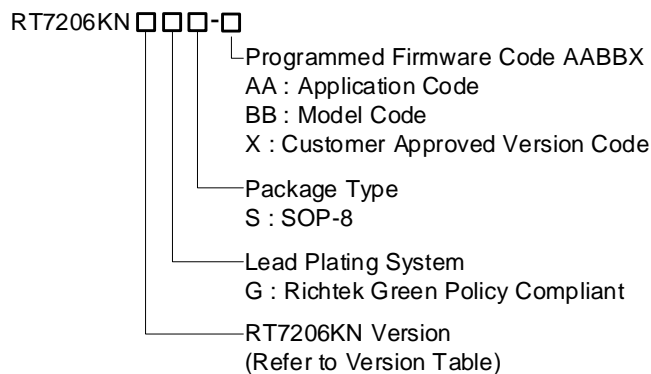 RT7206KN □□□-□
Programmed Firmware Code AABBX
AA : Application Code
BB : Model Code
X : Customer Approved Version Code
Package Type
S : SOP-8
Lead Plating System
G : Richtek Green Policy Compliant
RT7206KN Version
(Refer to Version Table)